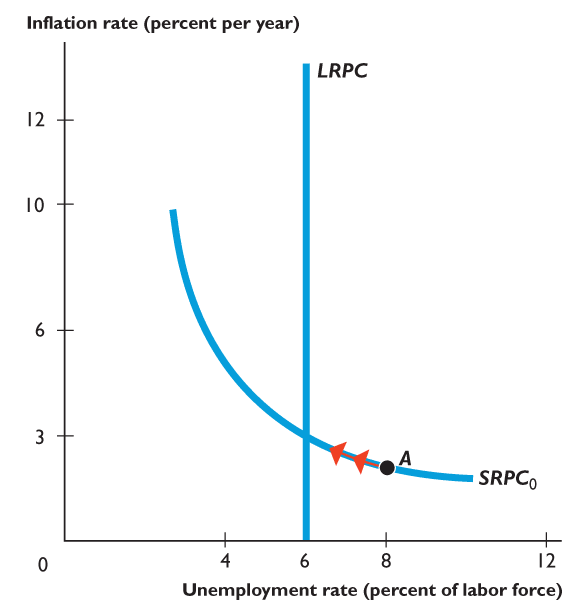 Inflation rate (percent per year)
LRPC
12
10
6
3
A
SRPC0
0
4
6
8
12
Unemployment rate (percent of labor force)